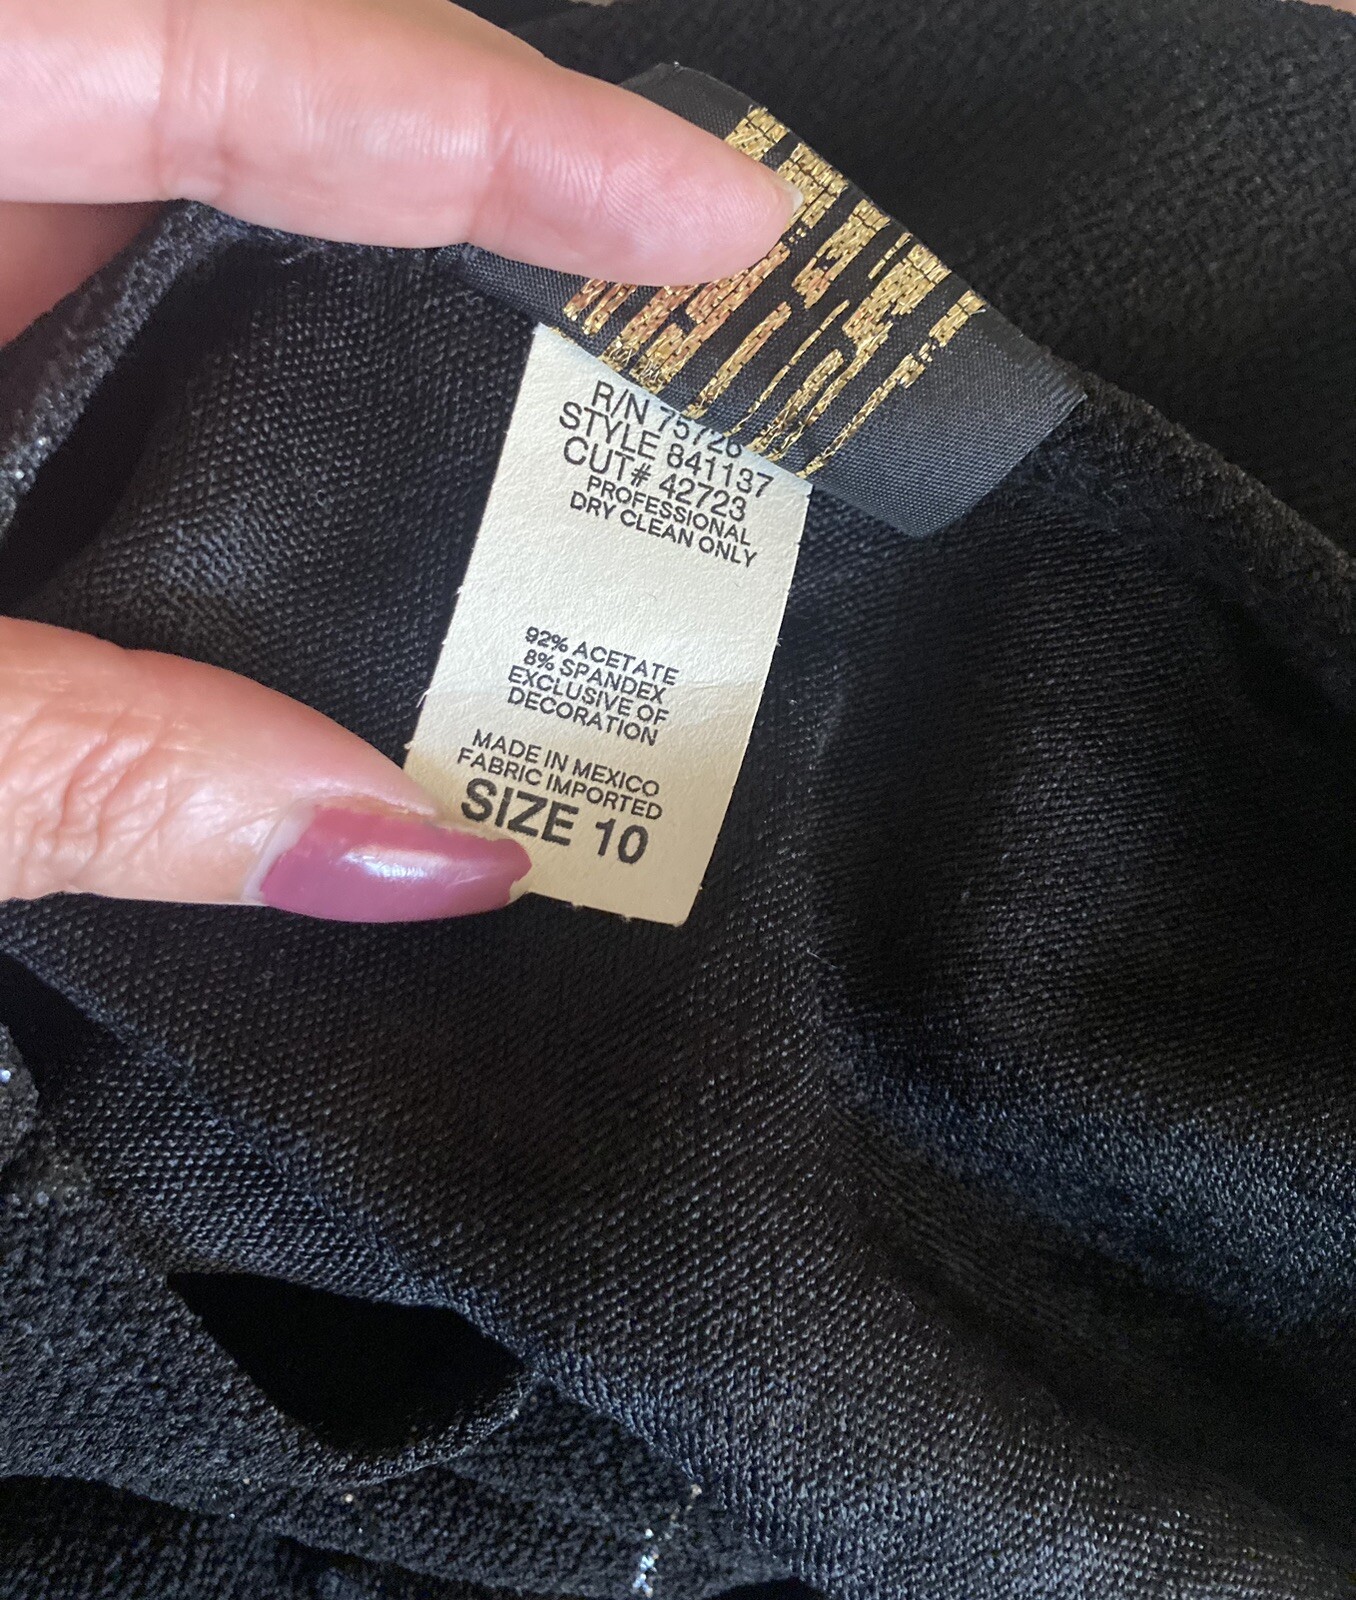 R/N 75726
STYLE 841137
CUT# 42723
PROFESSIONAL
DRY CLEAN ONLY
92% ACETATE
8% SPANDEX
EXCLUSIVE OF
DECORATION
MADE IN MEXICO
FABRIC IMPORTED
SIZE 10